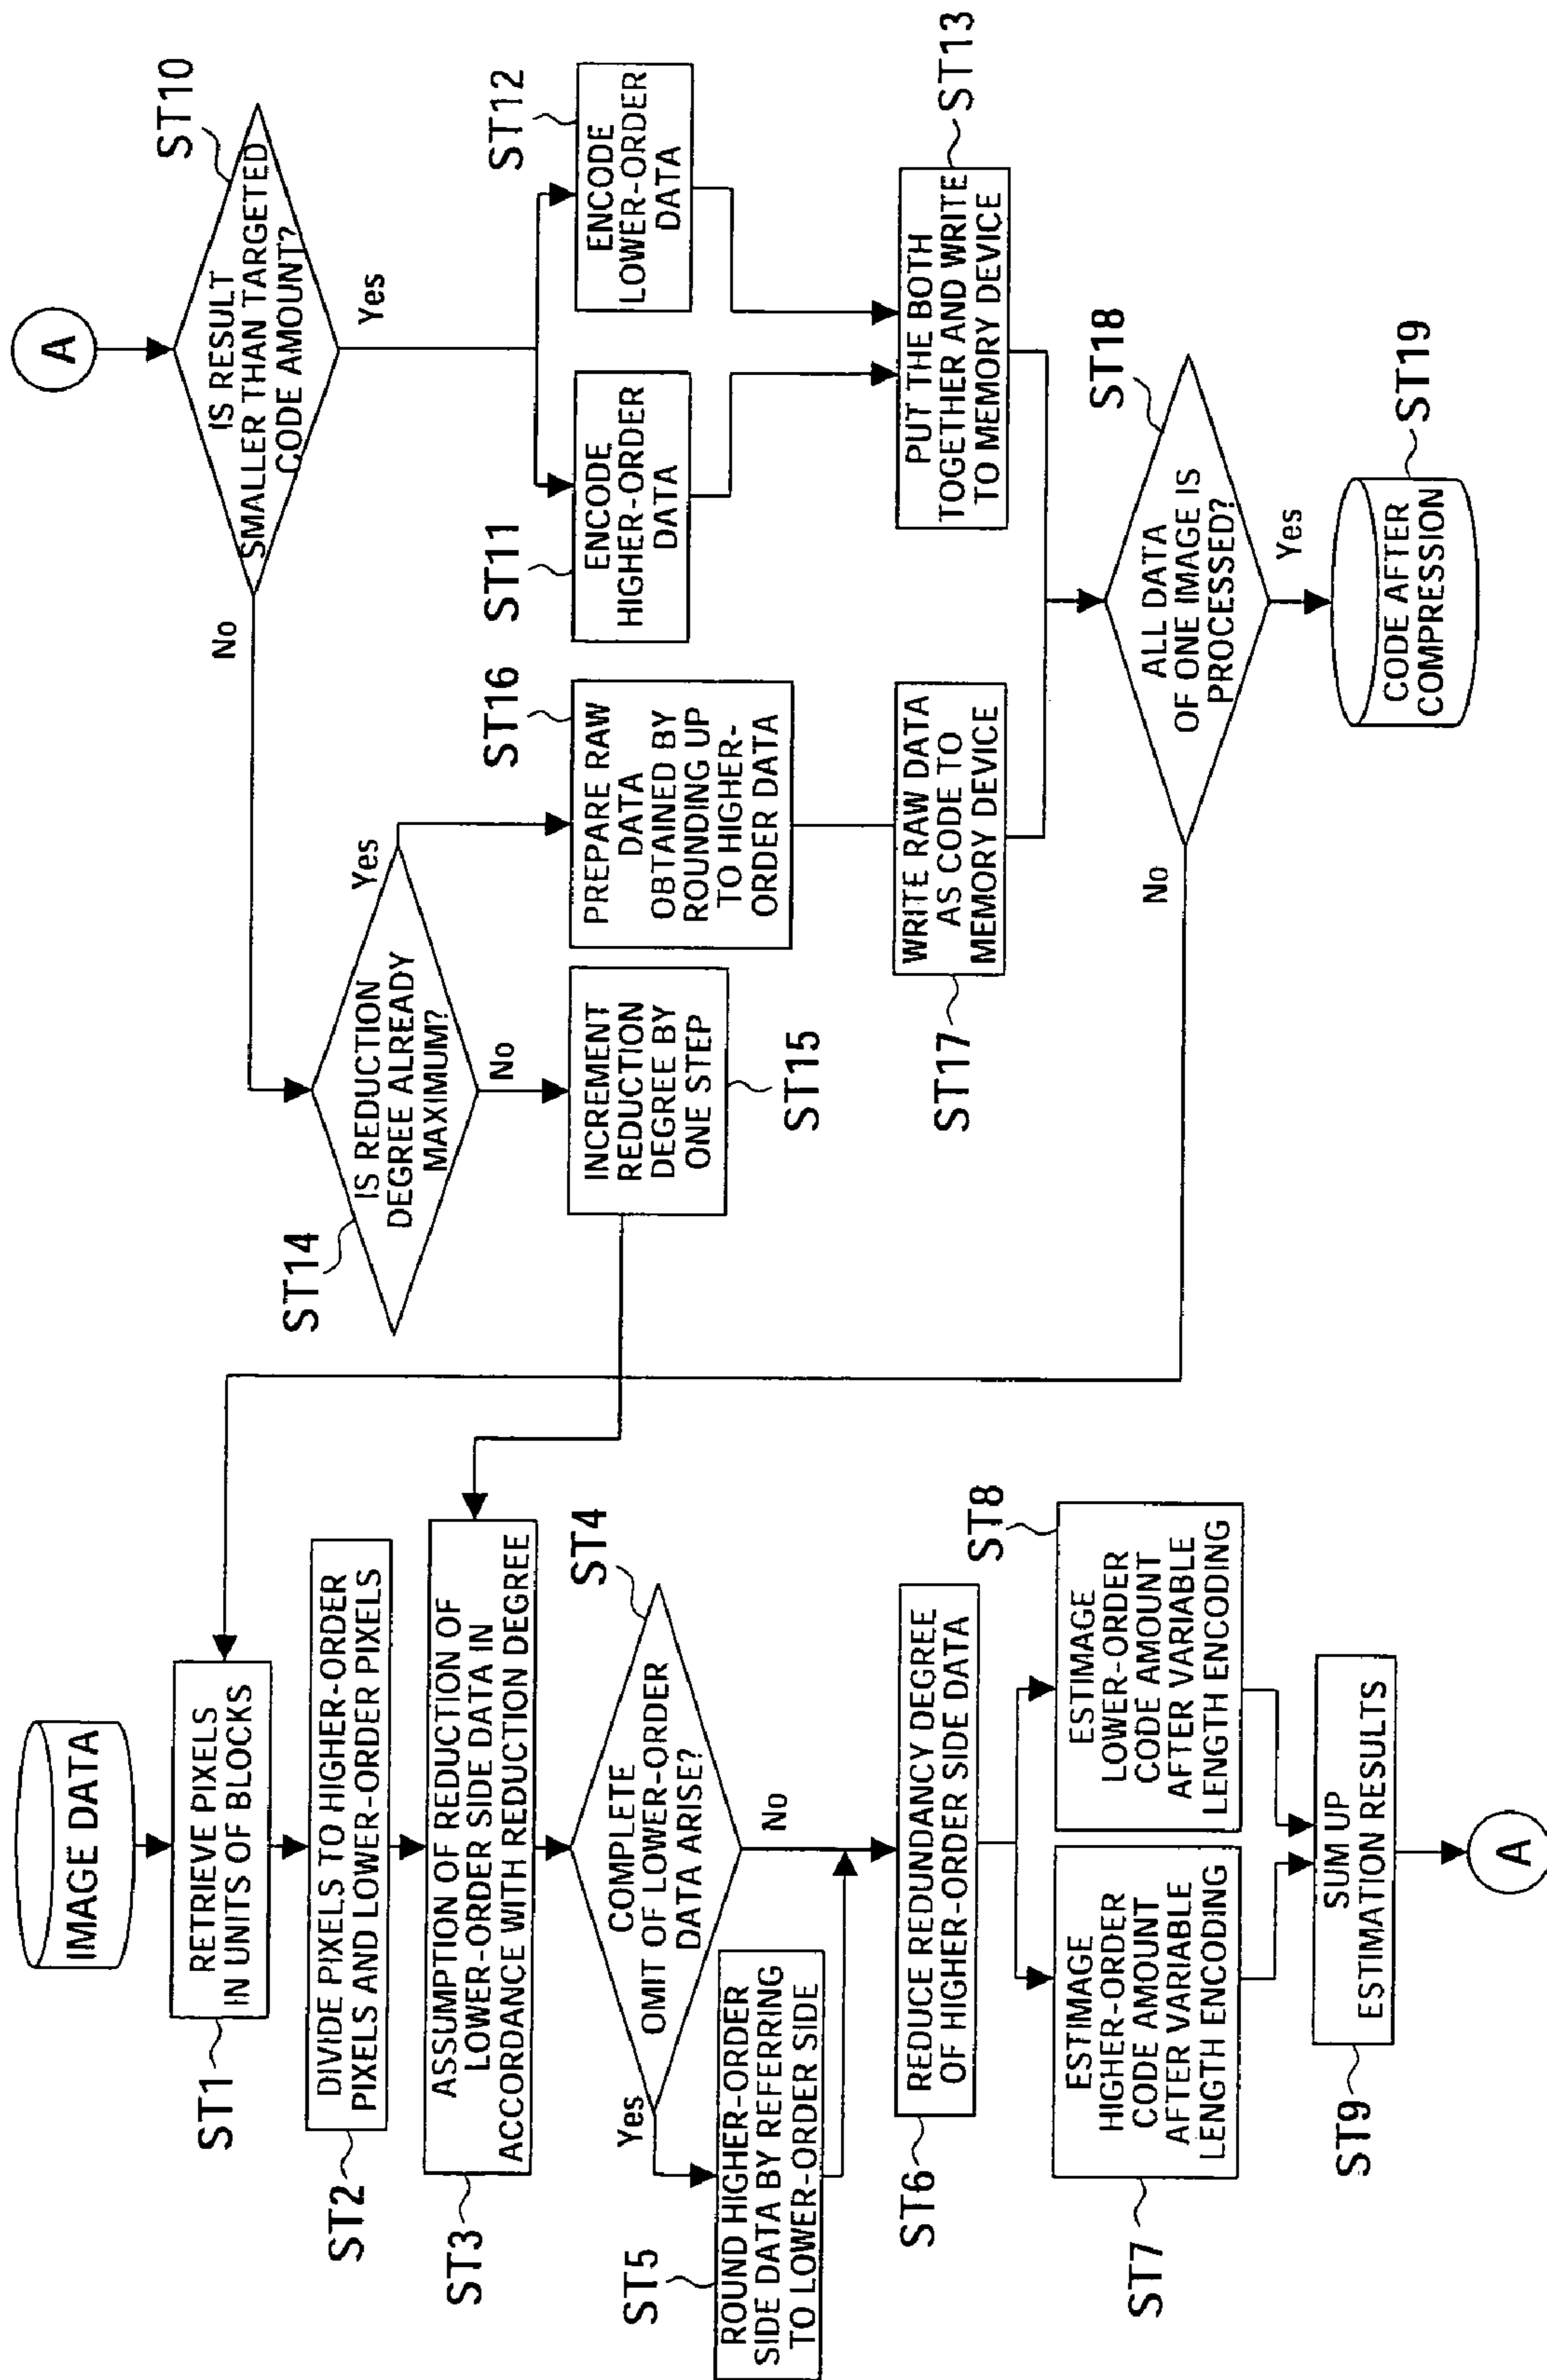 IMAGE DATA
RETRIEVE PIXELS
IN UNITS OF BLOCKS
ST1
DIVIDE PIXELS TO HIGHER-ORDER
PIXELS AND LOWER-ORDER PIXELS
ST2
ASSUMPTION OF REDUCTION OF
LOWER-ORDER SIDE DATA IN
ACCORDANCE WITH REDUCTION DEGREE
ST3
COMPLETE
OMIT OF LOWER-ORDER
DATA ARISE?
ST4
Yes
No
ROUND HIGHER-ORDER
SIDE DATA BY REFERRING
TO LOWER-ORDER SIDE
ST5
REDUCE REDUNDANCY DEGREE
OF HIGHER-ORDER SIDE DATA
ST6
ESTIMAGE
HIGHER-ORDER
CODE AMOUNT
AFTER VARIABLE
LENGTH ENCODING
ST7
ESTIMAGE
LOWER-ORDER
CODE AMOUNT
AFTER VARIABLE
LENGTH ENCODING
ST8
SUM UP
ESTIMATION RESULTS
ST9
A
A
IS RESULT
SMALLER THAN TARGETED
CODE AMOUNT?
ST10
No
Yes
ENCODE
HIGHER-ORDER
DATA
ST11
ENCODE
LOWER-ORDER
DATA
ST12
PUT THE BOTH
TOGETHER AND WRITE
TO MEMORY DEVICE
ST13
IS REDUCTION
DEGREE ALREADY
MAXIMUM?
ST14
Yes
No
INCREMENT
REDUCTION
DEGREE BY
ONE STEP
ST15
PREPARE RAW
DATA
OBTAINED BY
ROUNDING UP
TO HIGHER-
ORDER DATA
ST16
WRITE RAW DATA
AS CODE TO
MEMORY DEVICE
ST17
ALL DATA
OF ONE IMAGE IS
PROCESSED?
ST18
No
Yes
CODE AFTER
COMPRESSION
ST19